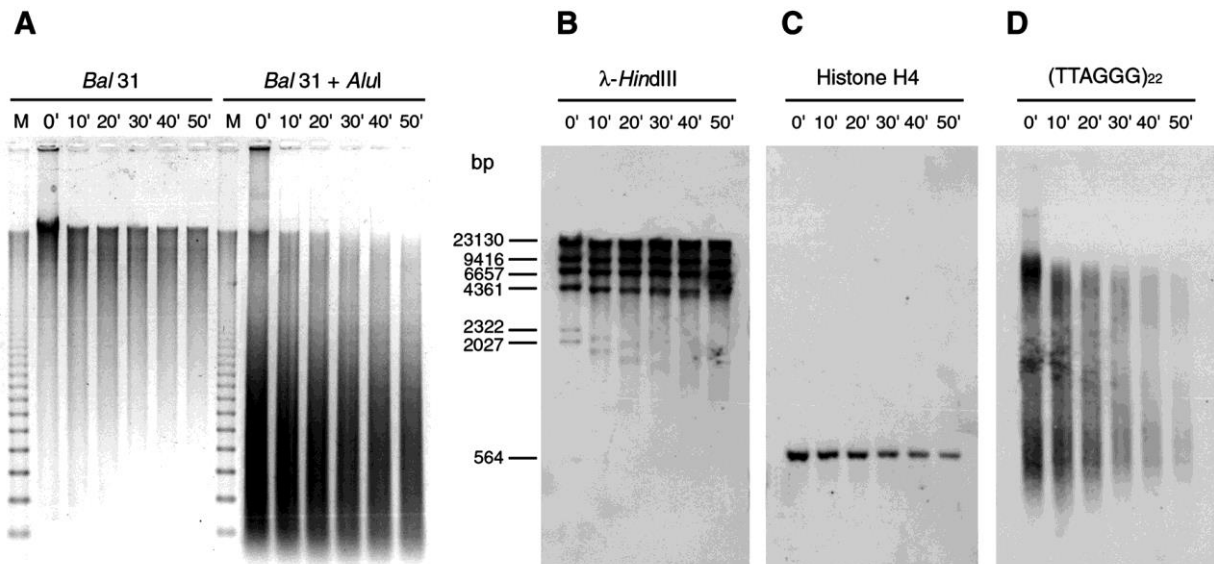 A B C D
Bal 31 Bal 31 + AluI λ-HindIII Histone H4 (TTAGGG)22
M 0' 10' 20' 30' 40' 50' M 0' 10' 20' 30' 40' 50' 0' 10' 20' 30' 40' 50' 0' 10' 20' 30' 40' 50' 0' 10' 20' 30' 40' 50'
bp
23130
9416
6657
4361
2322
2027
564